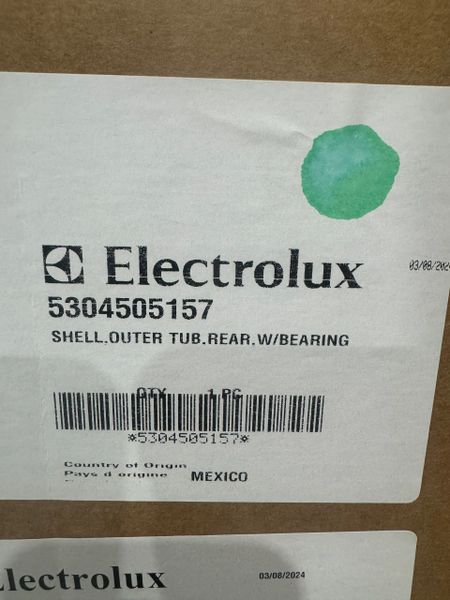 Electrolux
03/08/2024
5304505157
SHELL.OUTER TUB.REAR.W/BEARING
QTY 1 PC
*5304505157*
Country of Origin
Pays d origine MEXICO
Electrolux
03/08/2024